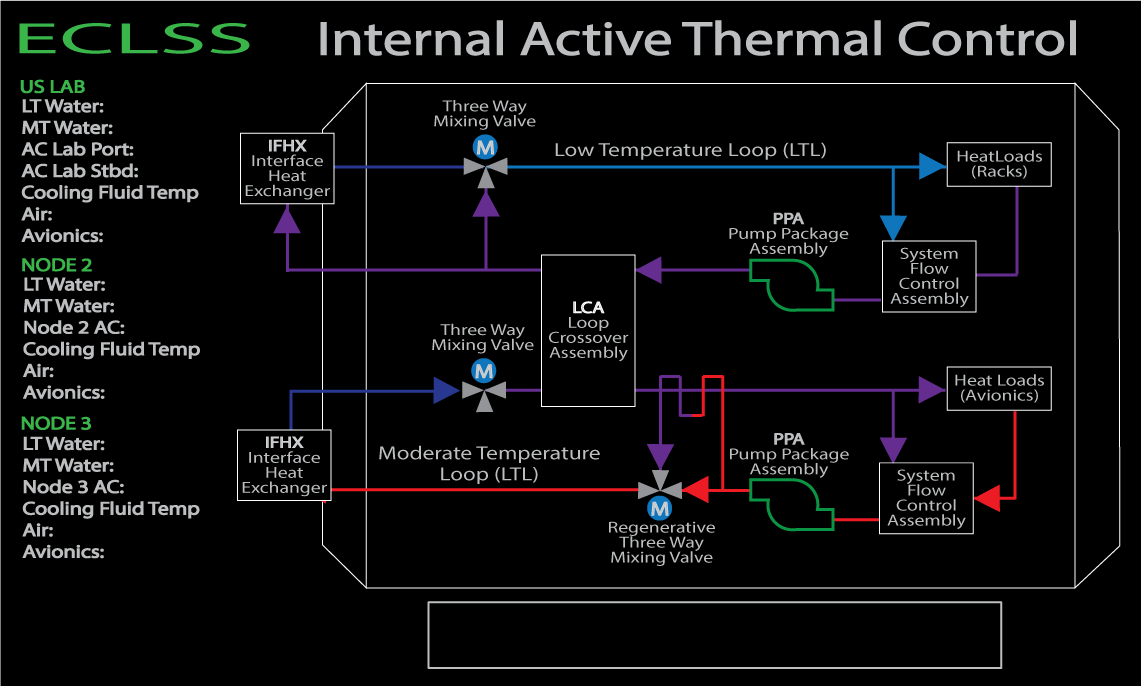 ECLSS
Internal Active Thermal Control
US LAB
LT Water:
MT Water:
AC Lab Port:
AC Lab Stbd:
Cooling Fluid Temp
Air:
Avionics:
NODE 2
LT Water:
MT Water:
Node 2 AC:
Cooling Fluid Temp
Air:
Avionics:
NODE 3
LT Water:
MT Water:
Node 3 AC:
Cooling Fluid Temp
Air:
Avionics:
IFHX
Interface
Heat
Exchanger
Three Way
Mixing Valve
M
Low Temperature Loop (LTL)
HeatLoads
(Racks)
PPA
Pump Package
Assembly
System
Flow
Control
Assembly
LCA
Loop
Crossover
Assembly
Three Way
Mixing Valve
M
Heat Loads
(Avionics)
IFHX
Interface
Heat
Exchanger
Moderate Temperature
Loop (LTL)
PPA
Pump Package
Assembly
System
Flow
Control
Assembly
M
Regenerative
Three Way
Mixing Valve